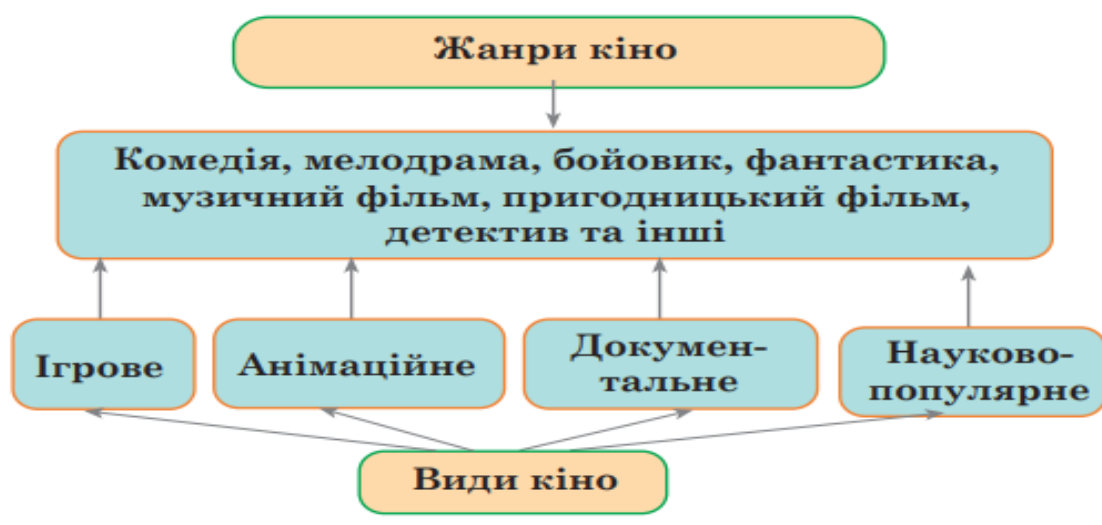 Жанри кіно
Комедія, мелодрама, бойовик, фантастика,
музичний фільм, пригодницький фільм,
детектив та інші
Ігрове
Анімаційне
Докумен-
тальне
Науково-
популярне
Види кіно